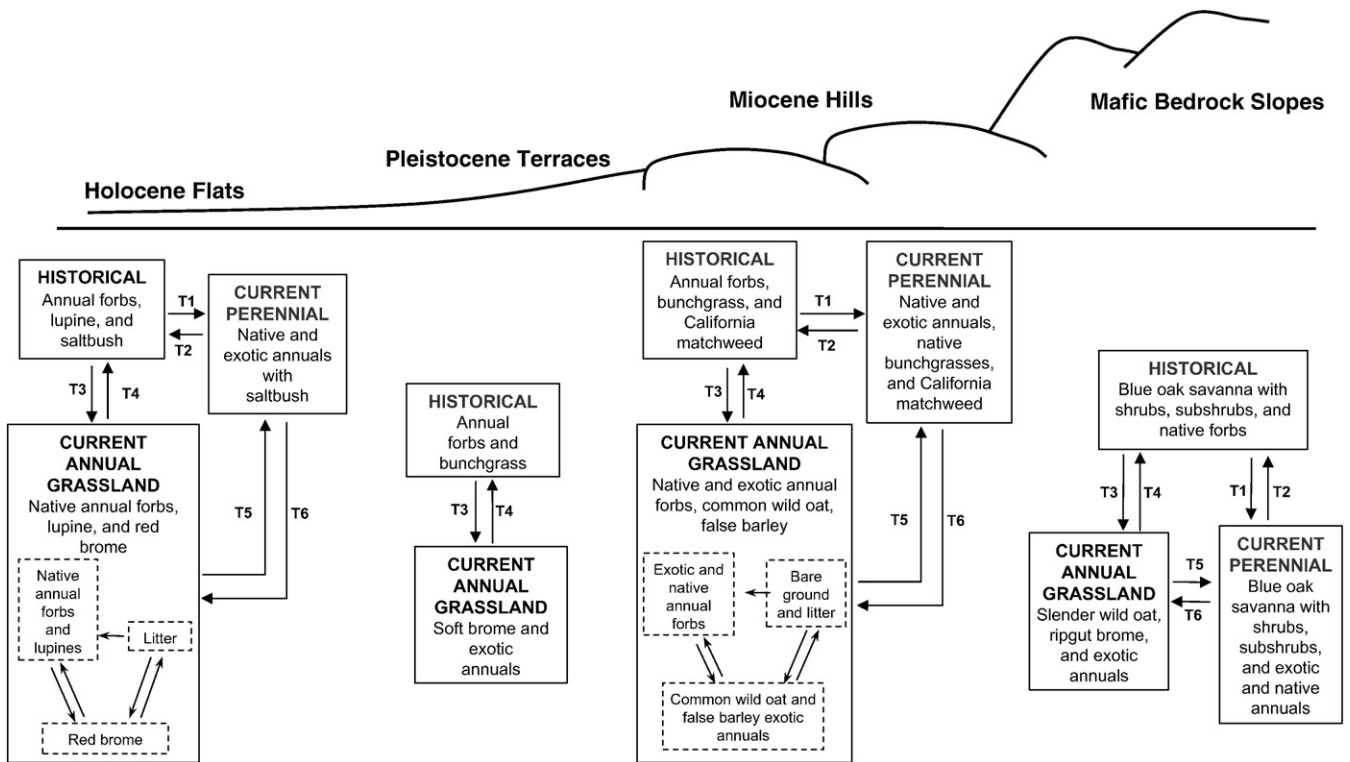 Mafic Bedrock Slopes
Miocene Hills
Pleistocene Terraces
Holocene Flats
HISTORICAL
Annual forbs,
lupine, and
saltbush
T1
T2
CURRENT
PERENNIAL
Native and
exotic annuals
with
saltbush
T3
T4
CURRENT
ANNUAL
GRASSLAND
Native annual forbs,
lupine, and red
brome
Native
annual
forbs
and
lupines
Litter
Red brome
T5
T6
HISTORICAL
Annual
forbs and
bunchgrass
T3
T4
CURRENT
ANNUAL
GRASSLAND
Soft brome and
exotic
annuals
HISTORICAL
Annual forbs,
bunchgrass, and
California
matchweed
T1
T2
CURRENT
PERENNIAL
Native and
exotic annuals,
native
bunchgrasses,
and California
matchweed
T3
T4
CURRENT ANNUAL
GRASSLAND
Native and exotic annual
forbs, common wild oat,
false barley
Exotic and
native
annual
forbs
Bare
ground
and litter
Common wild oat and
false barley exotic
annuals
T5
T6
HISTORICAL
Blue oak savanna with
shrubs, subshrubs, and
native forbs
T3
T4
T1
T2
CURRENT
ANNUAL
GRASSLAND
Slender wild oat,
ripgut brome,
and exotic
annuals
T5
T6
CURRENT
PERENNIAL
Blue oak
savanna with
shrubs,
subshrubs,
and exotic
and native
annuals